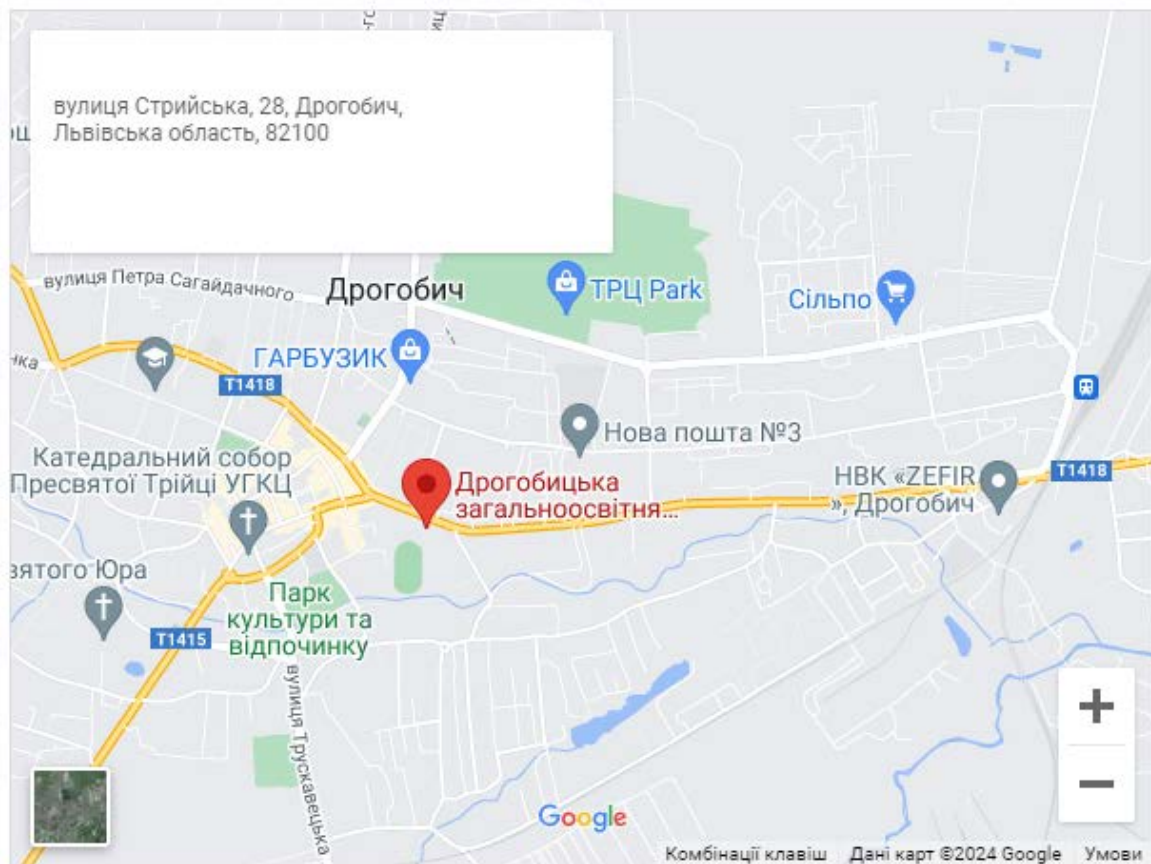 вулиця Стрийська, 28, Дрогобич,
Львівська область, 82100
вулиця Петра Сагайдачного
Дрогобич
ТРЦ Park
Сільпо
ГАРБУЗИК
T1418
Нова пошта №3
Катедральний собор
Пресвятої Трійці УГКЦ
Дрогобицька
загальноосвітня...
НВК «ZEFIR
», Дрогобич
T1418
зятого Юра
Парк
культури та
відпочинку
T1415
вулиця Трускавецька
Google
Комбінації клавіш
Дані карт ©2024 Google
Умови